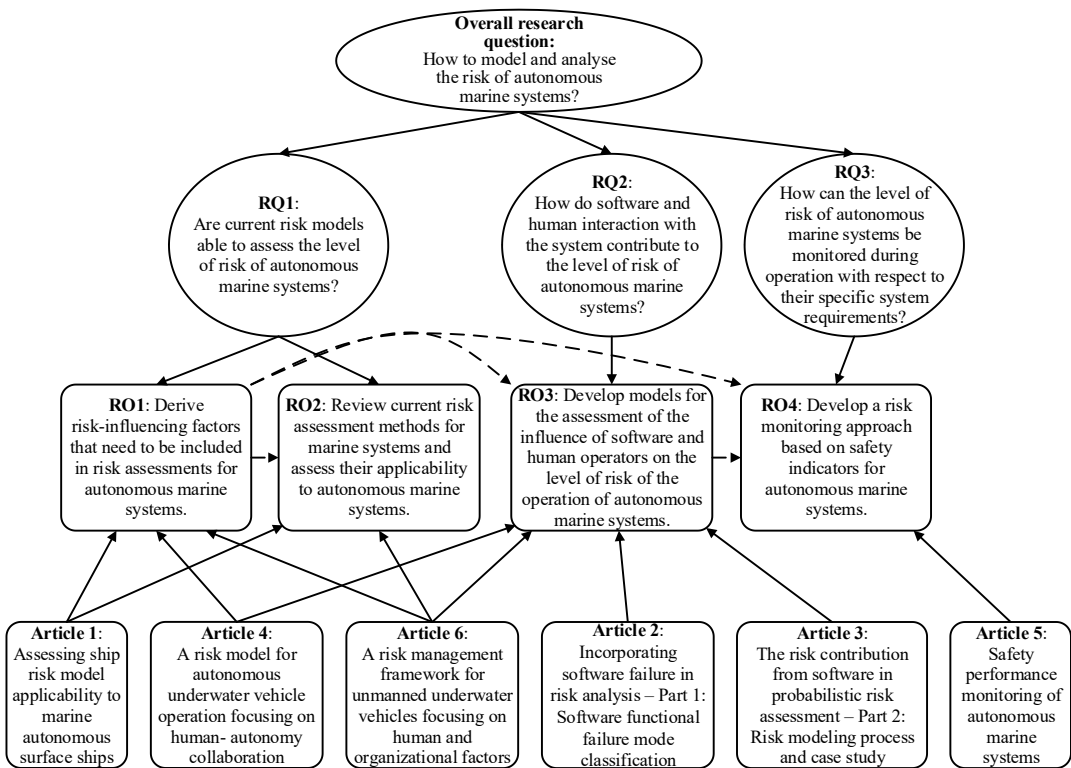 Overall research
question:
How to model and analyse
the risk of autonomous
marine systems?
RQ1:
Are current risk models
able to assess the level
of risk of autonomous
marine systems?
RQ2:
How do software and
human interaction with
the system contribute to
the level of risk of
autonomous marine
systems?
RQ3:
How can the level of
risk of autonomous
marine systems be
monitored during
operation with respect to
their specific system
requirements?
RO1: Derive
risk-influencing factors
that need to be included
in risk assessments for
autonomous marine
systems.
RO2: Review current risk
assessment methods for
marine systems and
assess their applicability
to autonomous marine
systems.
RO3: Develop models for
the assessment of the
influence of software and
human operators on the
level of risk of the
operation of autonomous
marine systems.
RO4: Develop a risk
monitoring approach
based on safety
indicators for
autonomous marine
systems.
Article 1:
Assessing ship
risk model
applicability to
marine
autonomous
surface ships
Article 4:
A risk model for
autonomous
underwater vehicle
operation focusing on
human- autonomy
collaboration
Article 6:
A risk management
framework for
unmanned underwater
vehicles focusing on
human and
organizational factors
Article 2:
Incorporating
software failure in
risk analysis – Part 1:
Software functional
failure mode
classification
Article 3:
The risk contribution
from software in
probabilistic risk
assessment – Part 2:
Risk modeling process
and case study
Article 5:
Safety
performance
monitoring of
autonomous
marine
systems